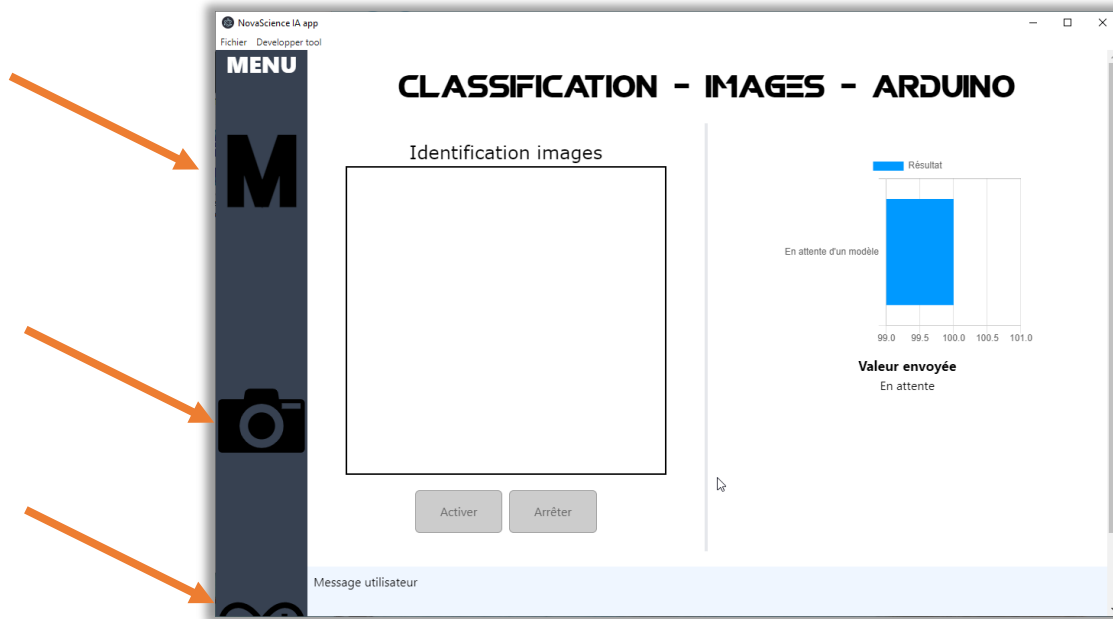 NovaScience IA app
Fichier Developper tool
MENU
CLASSIFICATION - IMAGES - ARDUINO
M
Identification images
Résultat
En attente d'un modèle
99.0 99.5 100.0 100.5 101.0
Valeur envoyée
En attente
Activer Arrêter
Message utilisateur